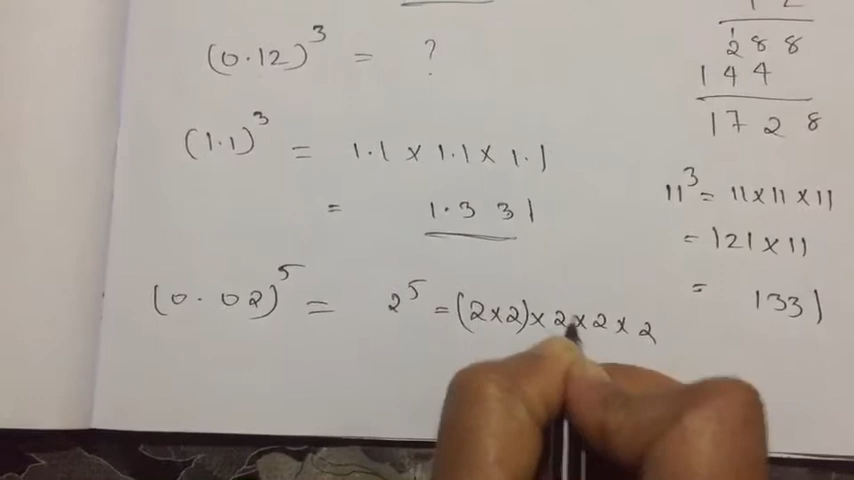 288
144
1728
(0.12)³ = ?
(1.1)³ = 1.1 × 1.1 × 1.1
= 1.331
11³ = 11×11×11
= 121×11
= 1331
(0.02)⁵ = 2⁵ = (2×2)×2×2×2